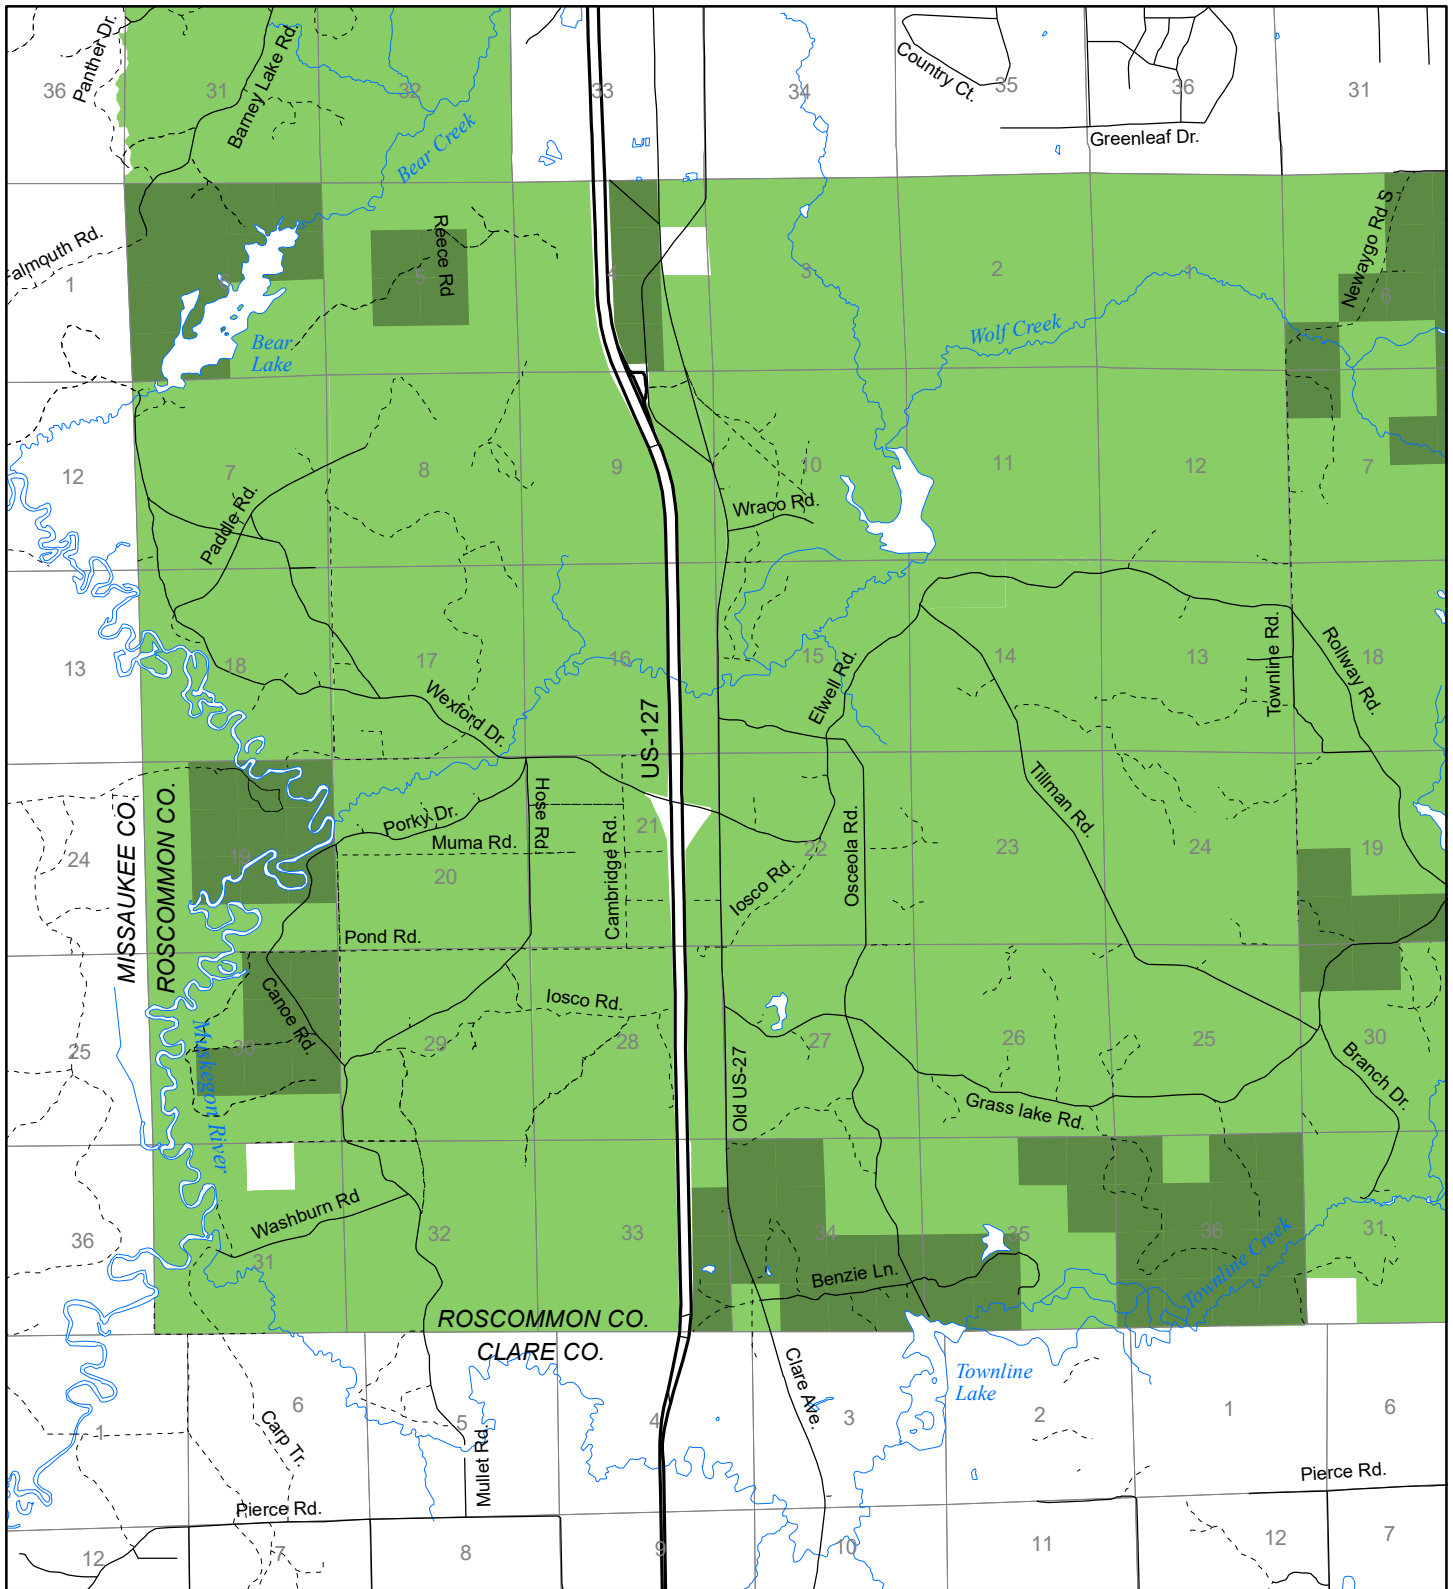 Panther Dr.
36
31
Barney Lake Rd.
32
Bear Creek
33
34
Country Ct.
35
36
31
Greenleaf Dr.
almouth Rd.
1
6
Bear
Lake
5
Reece Rd
4
3
2
Wolf Creek
1
Newaygo Rd S
6
12
7
Paddle Rd.
8
9
10
Wraco Rd.
11
12
7
13
18
17
Wexford Dr.
16
US-127
15
Elwell Rd.
14
13
Townline Rd.
Rollway Rd.
18
24
MISSAUKEE CO.
ROSCOMMON CO.
19
Porky Dr.
Muma Rd.
20
Hose Rd
Cambridge Rd.
21
22
Iosco Rd.
Osceola Rd.
23
Tillman Rd.
24
19
Pond Rd.
Canoe Rd.
25
Muskegon River
30
29
Iosco Rd.
28
Old US-27
27
26
Grass lake Rd.
25
30
Branch Dr.
36
Washburn Rd
31
32
33
34
Benzie Ln.
35
36
Townline Creek
31
ROSCOMMON CO.
CLARE CO.
1
6
Carp Tr.
5
Mullet Rd.
4
Clare Ave.
3
Townline
Lake
2
1
6
Pierce Rd.
Pierce Rd.
12
7
8
9
10
11
12
7